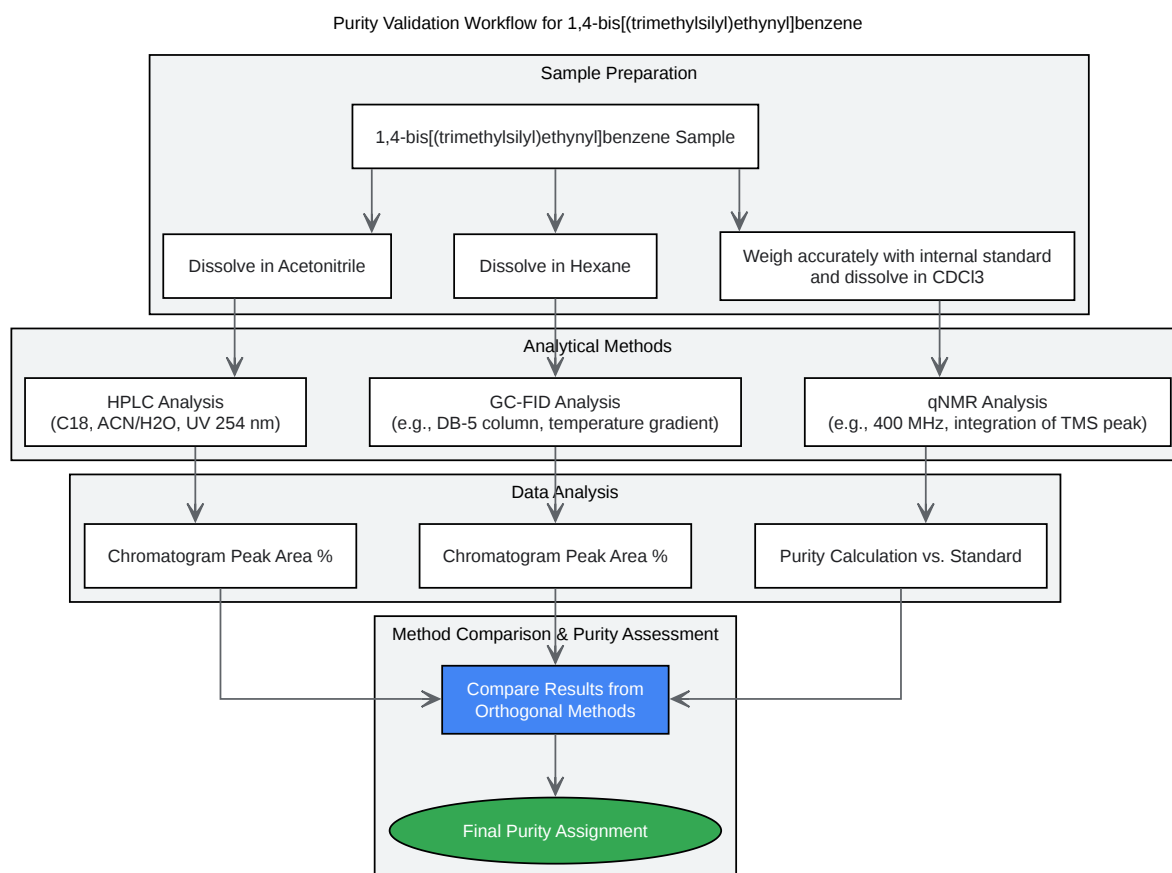 Purity Validation Workflow for 1,4-bis[(trimethylsilyl)ethynyl]benzene
Sample Preparation
1,4-bis[(trimethylsilyl)ethynyl]benzene Sample
Dissolve in Acetonitrile
Dissolve in Hexane
Weigh accurately with internal standard
and dissolve in CDCl3
Analytical Methods
HPLC Analysis
(C18, ACN/H2O, UV 254 nm)
GC-FID Analysis
(e.g., DB-5 column, temperature gradient)
qNMR Analysis
(e.g., 400 MHz, integration of TMS peak)
Data Analysis
Chromatogram Peak Area %
Chromatogram Peak Area %
Purity Calculation vs. Standard
Method Comparison & Purity Assessment
Compare Results from
Orthogonal Methods
Final Purity Assignment